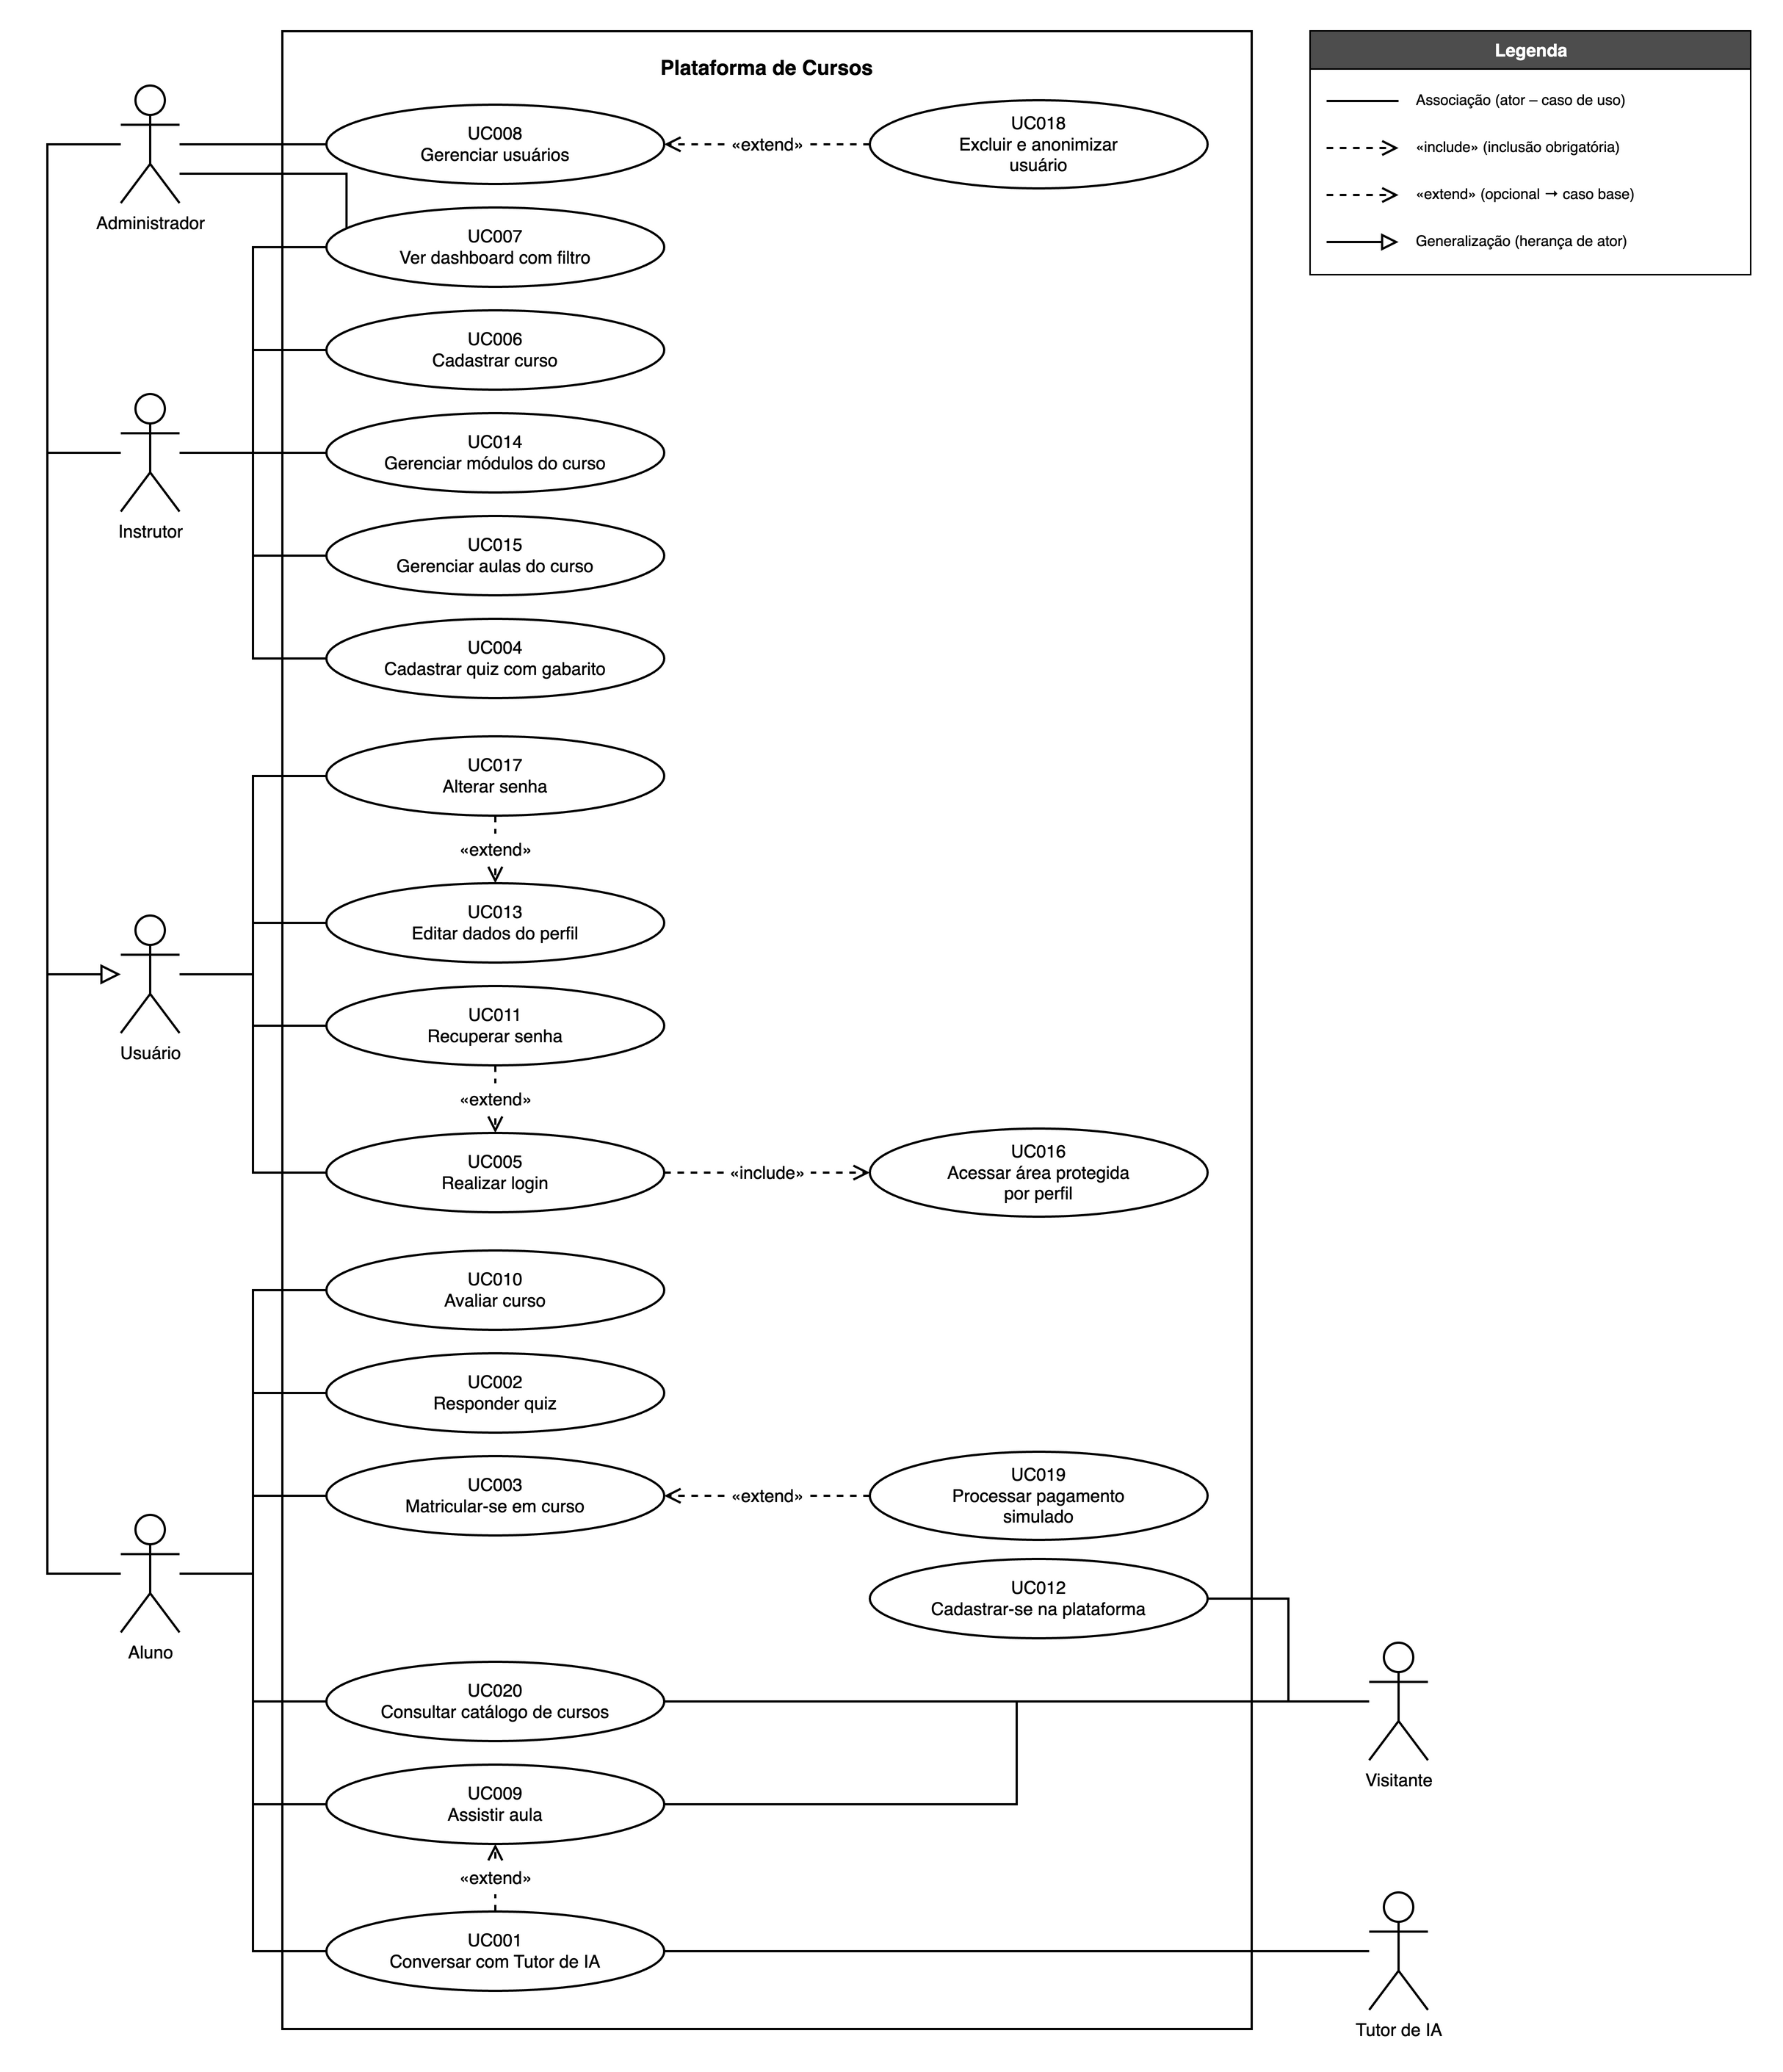 Plataforma de Cursos
Legenda
Associação (ator – caso de uso)
«include» (inclusão obrigatória)
«extend» (opcional → caso base)
Generalização (herança de ator)
Administrador
UC008
Gerenciar usuários
«extend»
UC018
Excluir e anonimizar
usuário
UC007
Ver dashboard com filtro
UC006
Cadastrar curso
Instrutor
UC014
Gerenciar módulos do curso
UC015
Gerenciar aulas do curso
UC004
Cadastrar quiz com gabarito
UC017
Alterar senha
«extend»
UC013
Editar dados do perfil
Usuário
UC011
Recuperar senha
«extend»
UC005
Realizar login
«include»
UC016
Acessar área protegida
por perfil
UC010
Avaliar curso
UC002
Responder quiz
UC003
Matricular-se em curso
«extend»
UC019
Processar pagamento
simulado
UC012
Cadastrar-se na plataforma
Aluno
UC020
Consultar catálogo de cursos
Visitante
UC009
Assistir aula
«extend»
UC001
Conversar com Tutor de IA
Tutor de IA